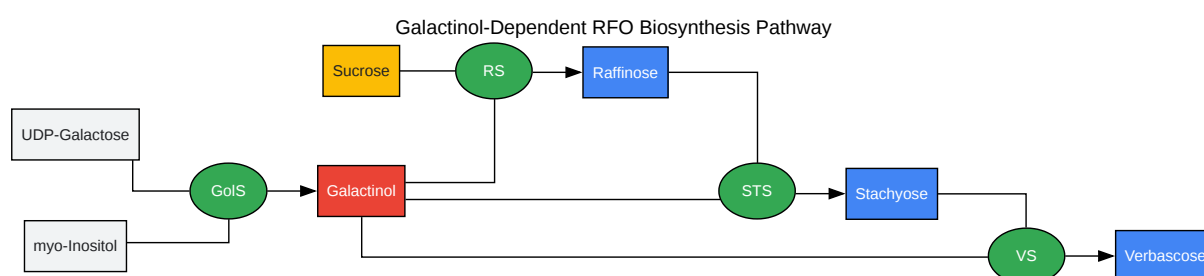 Galactinol-Dependent RFO Biosynthesis Pathway
Sucrose
RS
Raffinose
UDP-Galactose
GolS
Galactinol
STS
Stachyose
myo-Inositol
VS
Verbascose